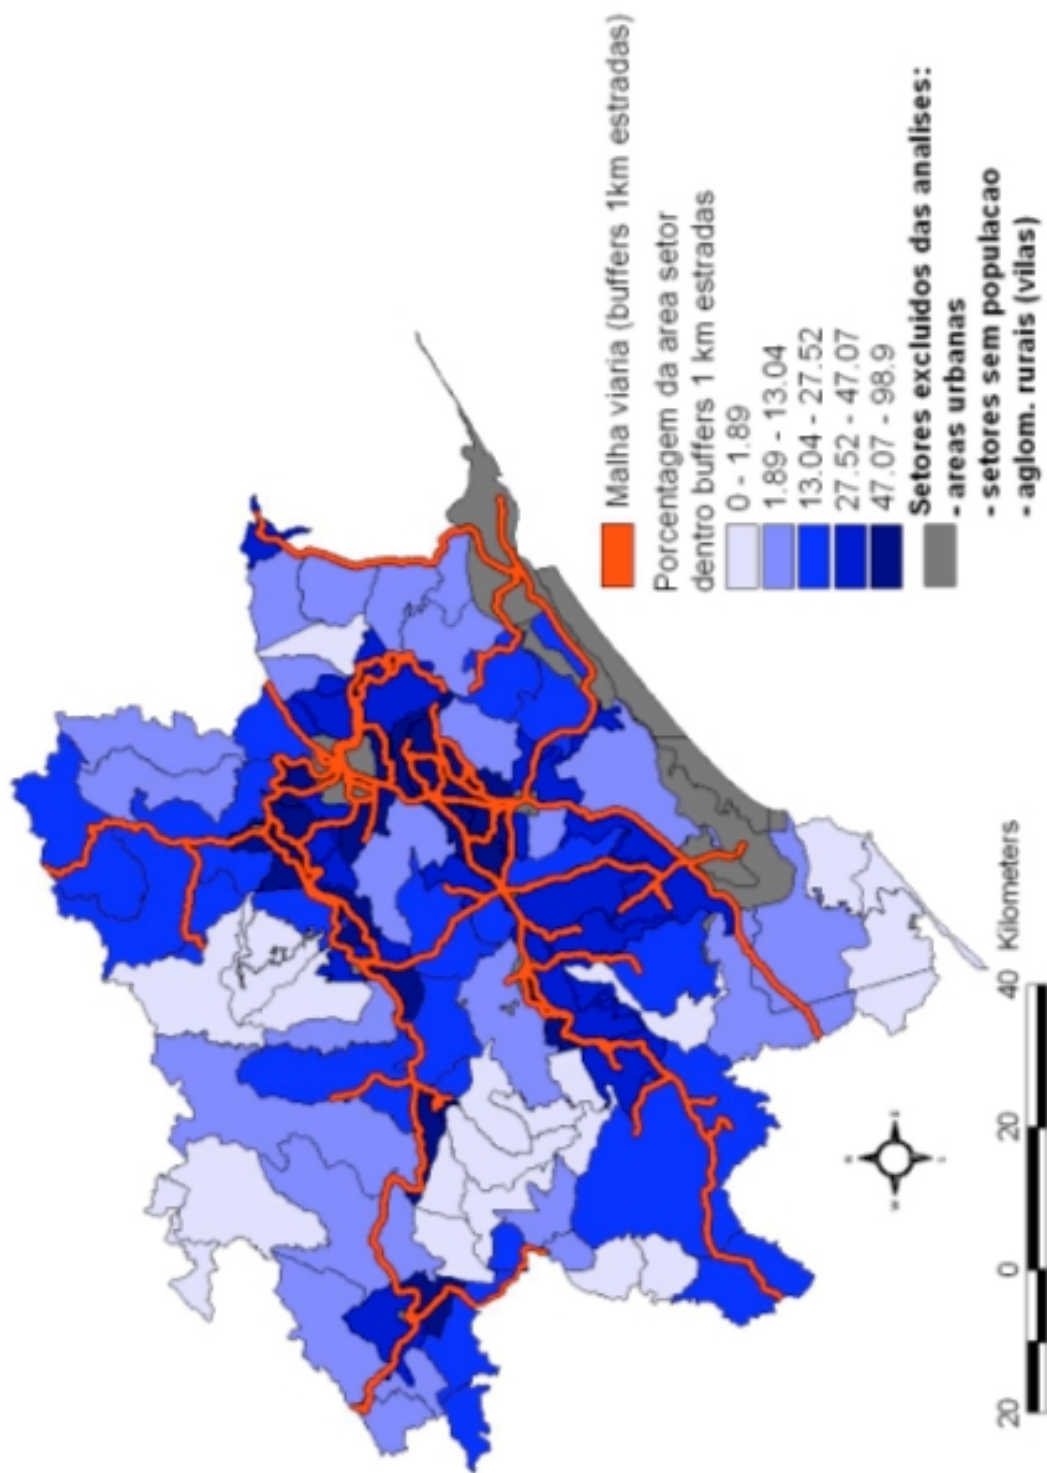 Malha viaria (buffers 1km estradas)
Porcentagem da area setor
dentro buffers 1 km estradas
0 - 1.89
1.89 - 13.04
13.04 - 27.52
27.52 - 47.07
47.07 - 98.9
Setores excluidos das analises:
- areas urbanas
- setores sem populacao
- aglom. rurais (vilas)
N
W
E
S
20 0 20 40 Kilometers